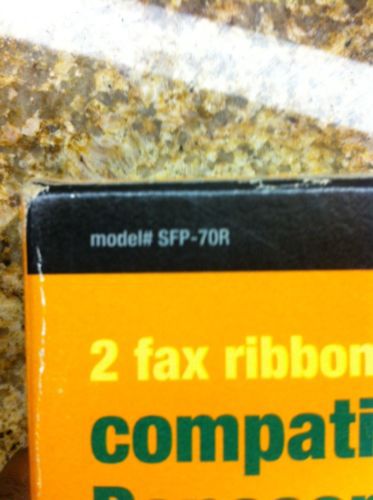 model# SFP-70R
2 fax ribbon
compati